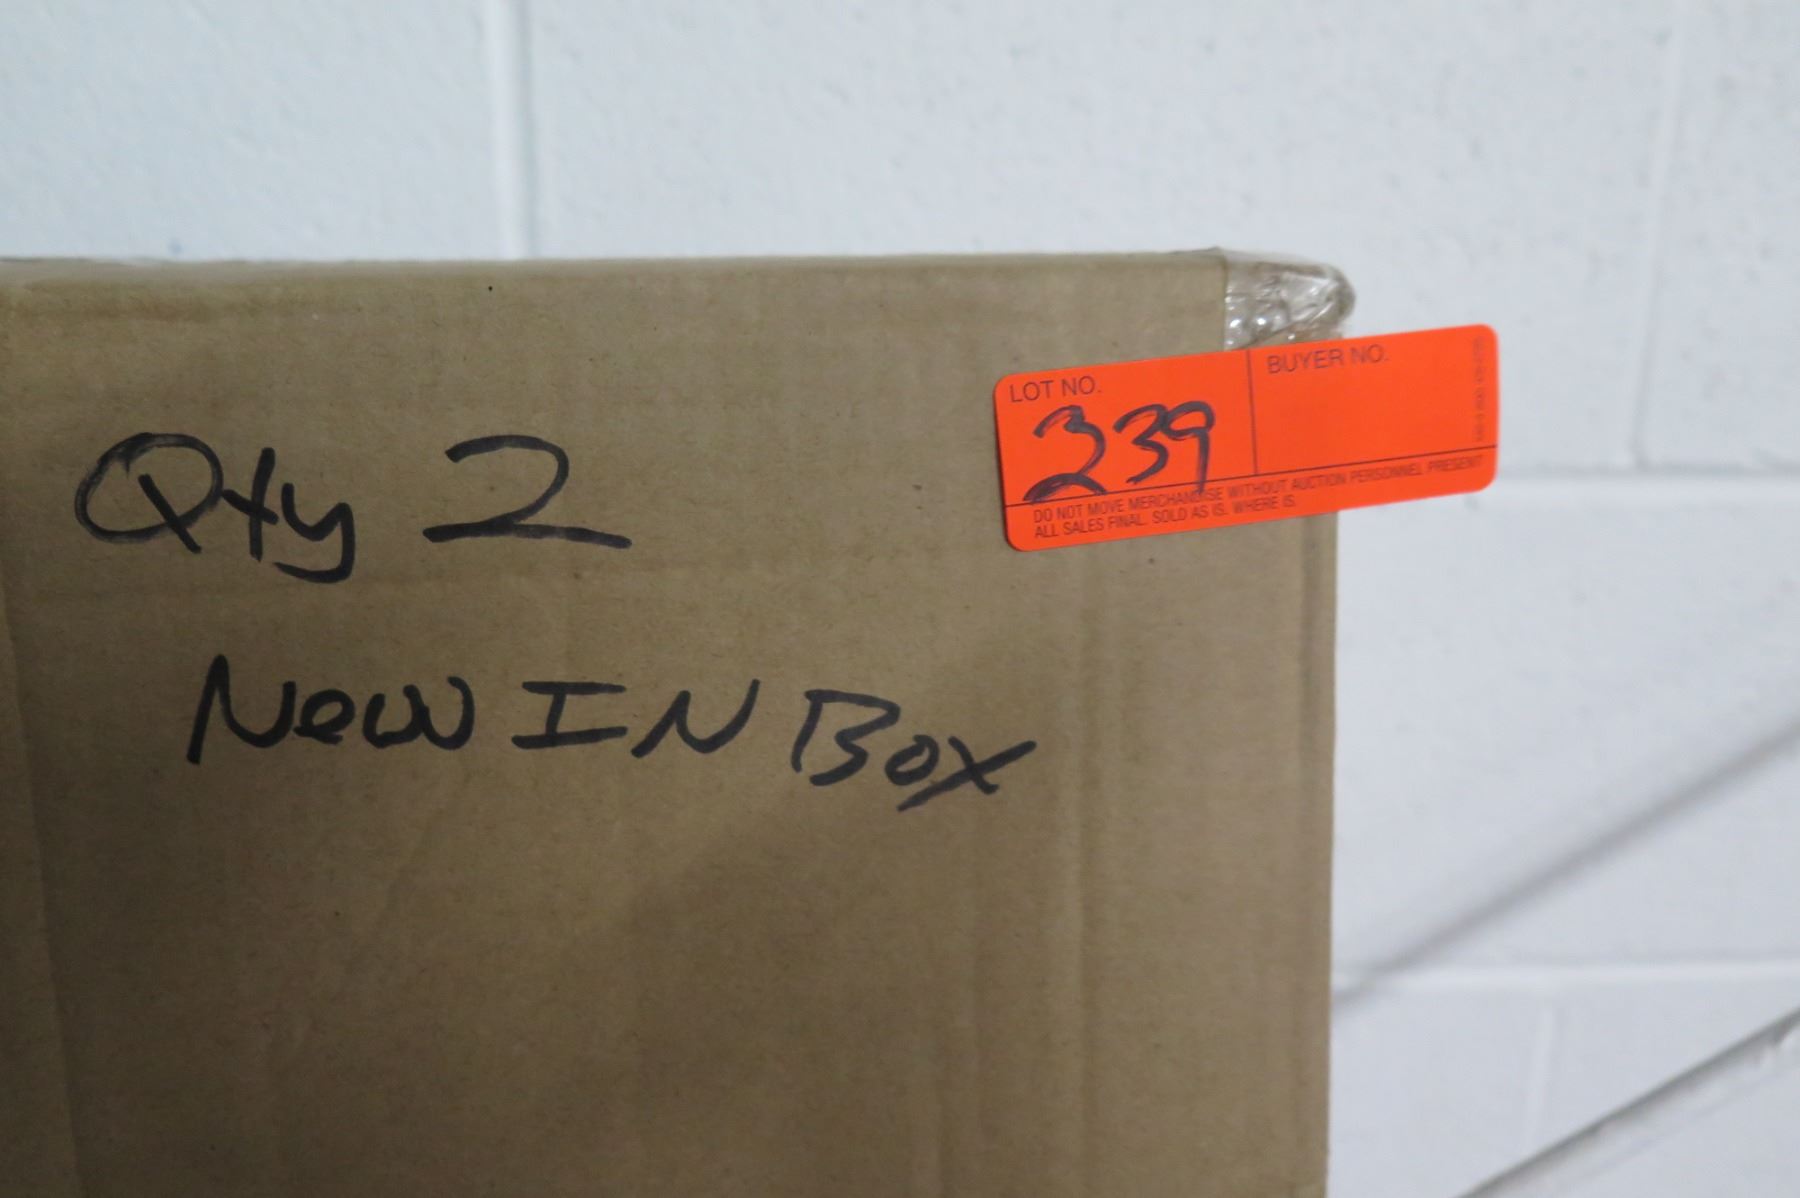 Qty 2
New IN Box
LOT NO.
BUYER NO.
239
DO NOT MOVE MERCHANDISE WITHOUT AUCTION PERSONNEL PRESENT
ALL SALES FINAL. SOLD AS IS. WHERE IS.